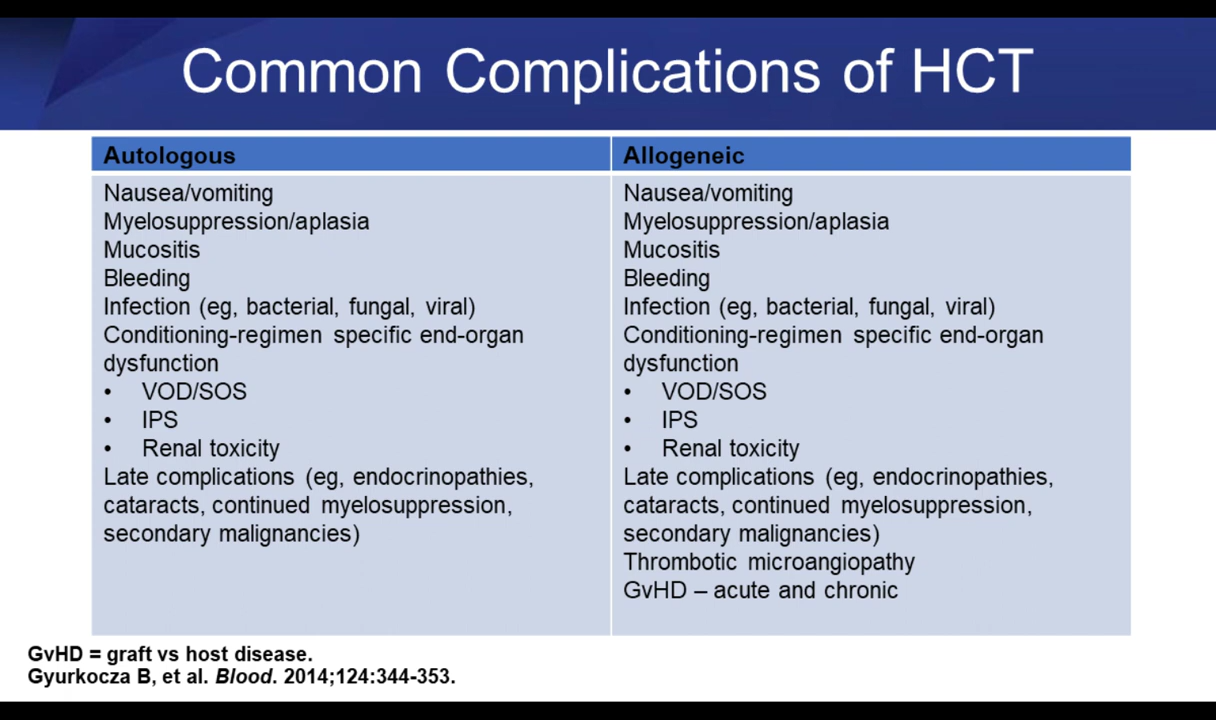 Common Complications of HCT
Autologous
Nausea/vomiting
Myelosuppression/aplasia
Mucositis
Bleeding
Infection (eg, bacterial, fungal, viral)
Conditioning-regimen specific end-organ
dysfunction
• VOD/SOS
• IPS
• Renal toxicity
Late complications (eg, endocrinopathies,
cataracts, continued myelosuppression,
secondary malignancies)
Allogeneic
Nausea/vomiting
Myelosuppression/aplasia
Mucositis
Bleeding
Infection (eg, bacterial, fungal, viral)
Conditioning-regimen specific end-organ
dysfunction
• VOD/SOS
• IPS
• Renal toxicity
Late complications (eg, endocrinopathies,
cataracts, continued myelosuppression,
secondary malignancies)
Thrombotic microangiopathy
GvHD – acute and chronic
GvHD = graft vs host disease.
Gyurkocza B, et al. Blood. 2014;124:344-353.